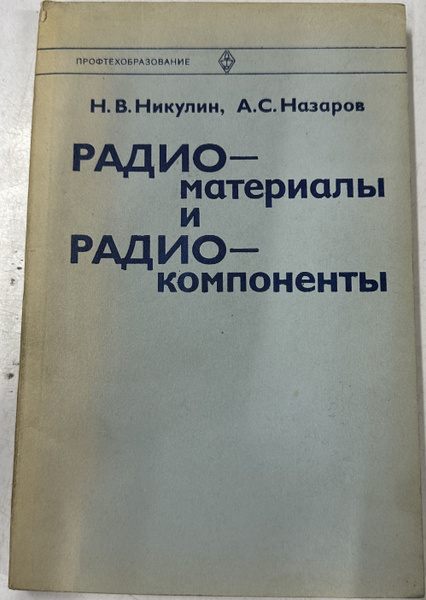 ПРОФТЕХОБРАЗОВАНИЕ
Н. В. Никулин, А. С. Назаров
РАДИО—
материалы
и
РАДИО—
компоненты